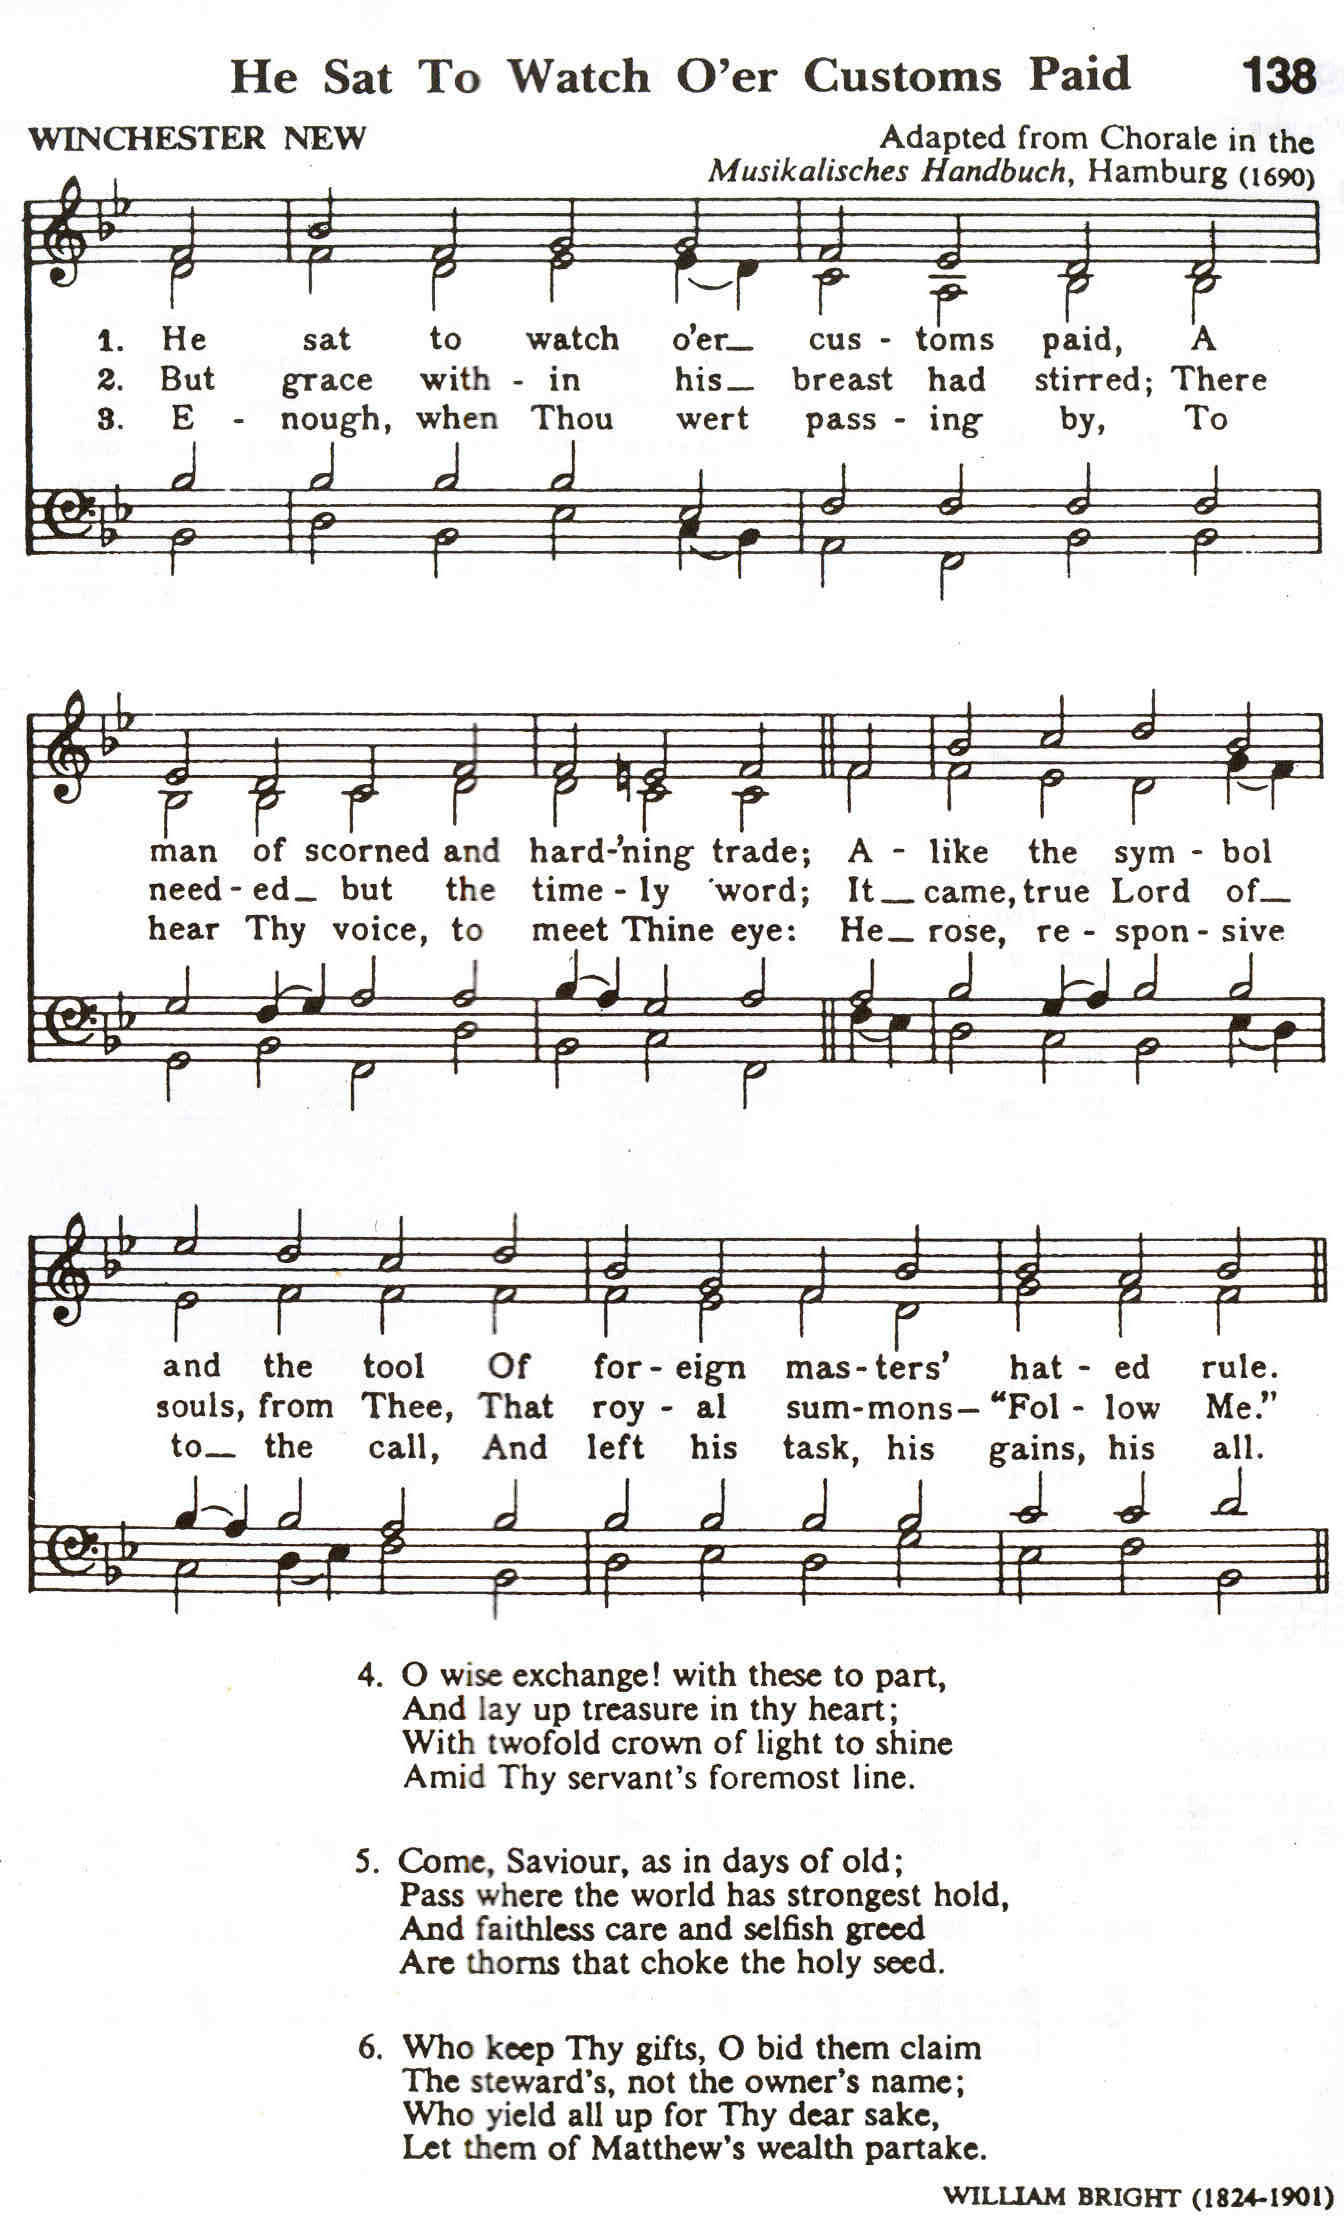 He Sat To Watch O'er Customs Paid 138
WINCHESTER NEW
Adapted from Chorale in the
Musikalisches Handbuch, Hamburg (1690)
1. He sat to watch o'er_ cus - toms paid, A
2. But grace with - in his_ breast had stirred; There
3. E - nough, when Thou wert pass - ing by, To
man of scorned and hard-'ning trade; A - like the sym - bol
need - ed_ but the time - ly word; It_ came, true Lord of_
hear Thy voice, to meet Thine eye: He_ rose, re - spon - sive
and the tool Of for - eign mas - ters' hat - ed rule.
souls, from Thee, That roy - al sum - mons— “Fol - low Me.”
to_ the call, And left his task, his gains, his all.
4. O wise exchange! with these to part,
And lay up treasure in thy heart;
With twofold crown of light to shine
Amid Thy servant's foremost line.
5. Come, Saviour, as in days of old;
Pass where the world has strongest hold,
And faithless care and selfish greed
Are thorns that choke the holy seed.
6. Who keep Thy gifts, O bid them claim
The steward's, not the owner's name;
Who yield all up for Thy dear sake,
Let them of Matthew's wealth partake.
WILLIAM BRIGHT (1824-1901)